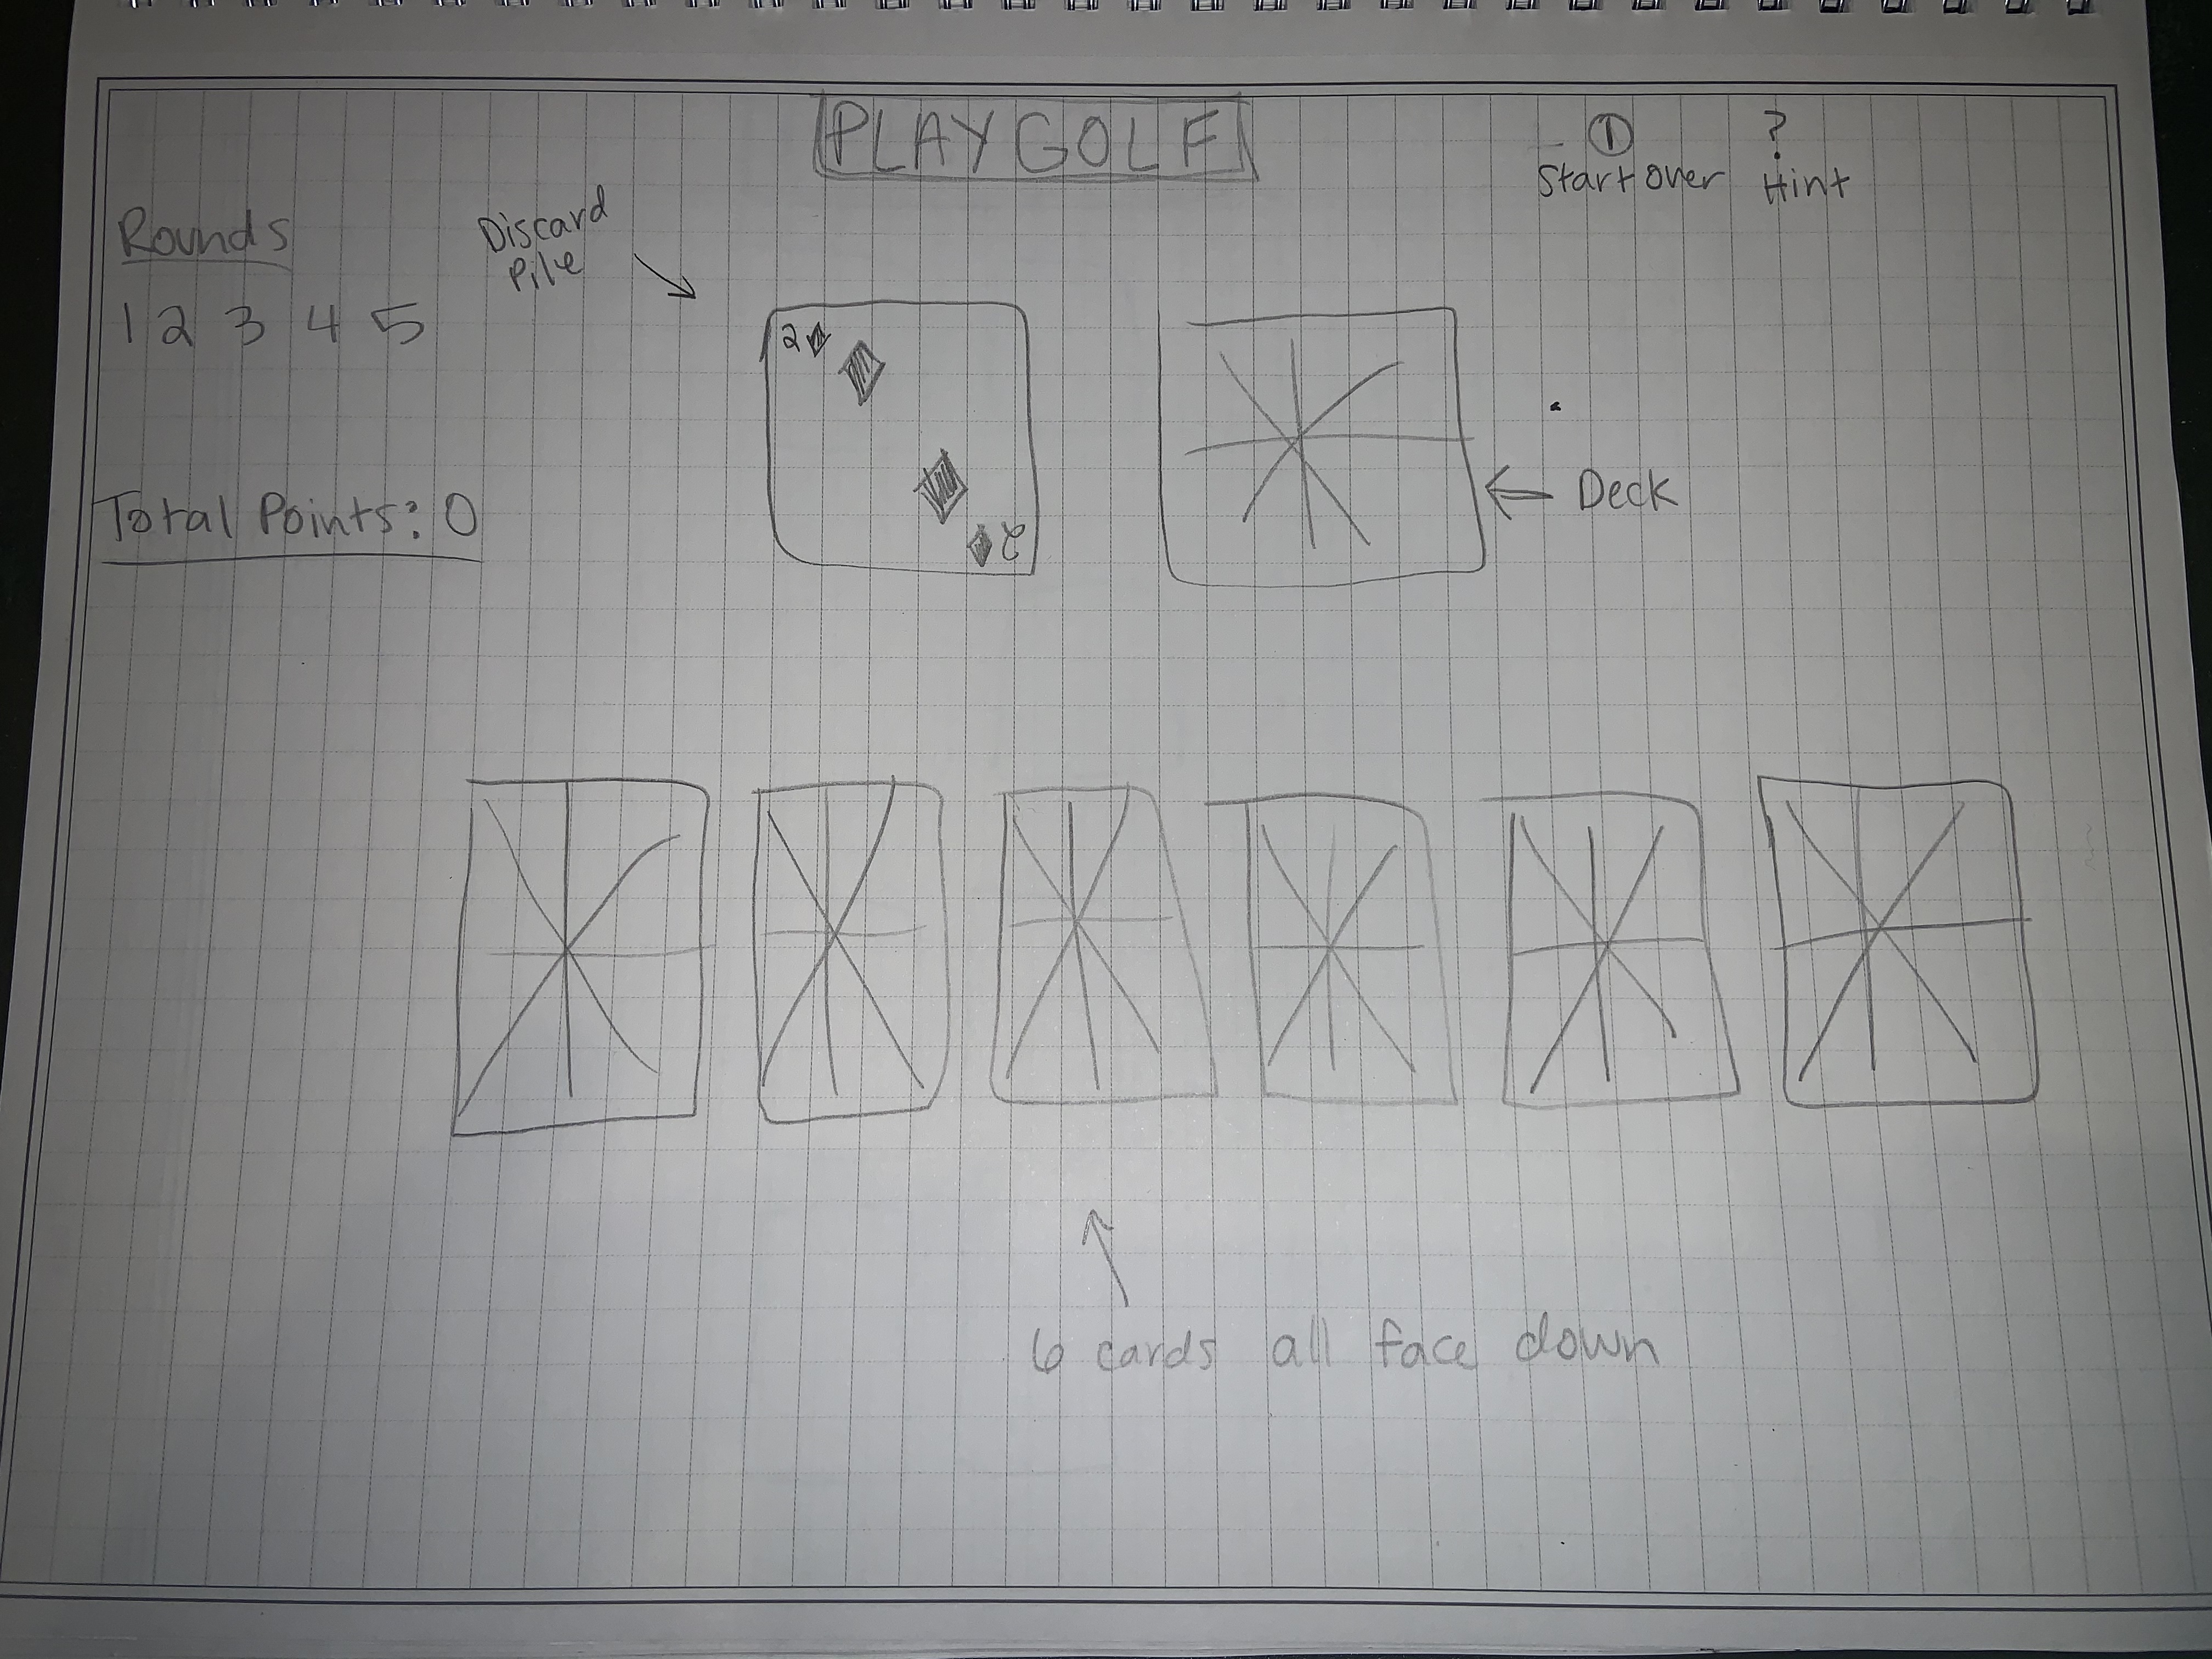 PLAY GOLF
1
Start Over
?
Hint
Rounds
1 2 3 4 5
Discard
Pile
2
2
Deck
Total Points: 0
6 cards all face down